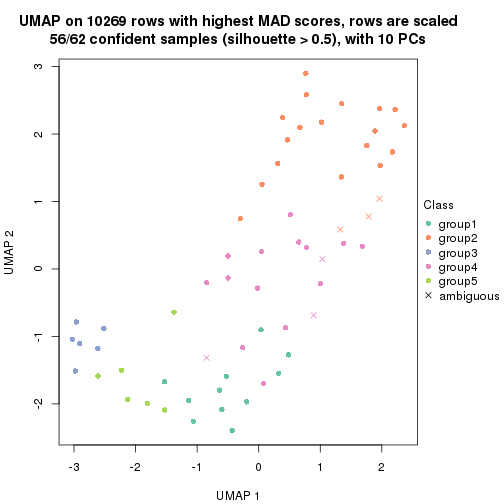 UMAP on 10269 rows with highest MAD scores, rows are scaled
56/62 confident samples (silhouette > 0.5), with 10 PCs
3
2
1
0
-1
-2
UMAP 2
-3
-2
-1
0
1
2
UMAP 1
Class
group1
group2
group3
group4
group5
ambiguous